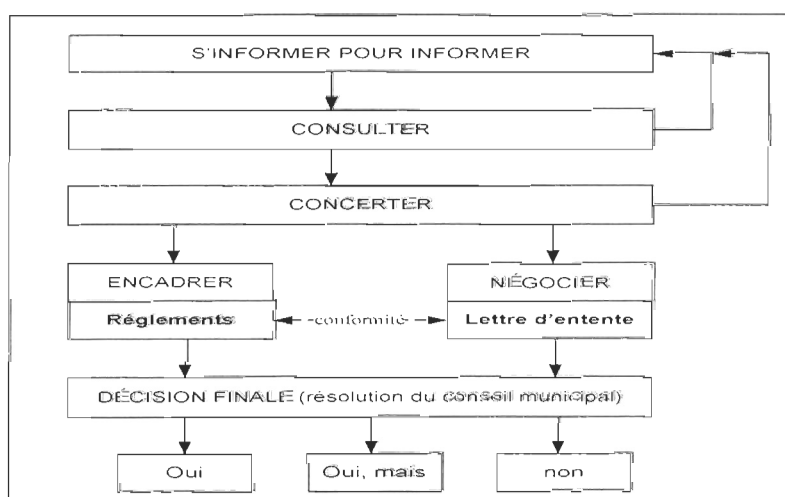 S'INFORMER POUR INFORMER
CONSULTER
CONCERTER
ENCADRER
NÉGOCIER
Réglements
conformité
Lettre d'entente
DÉCISION FINALE (résolution du conseil municipal)
Oui
Oui, mais
non